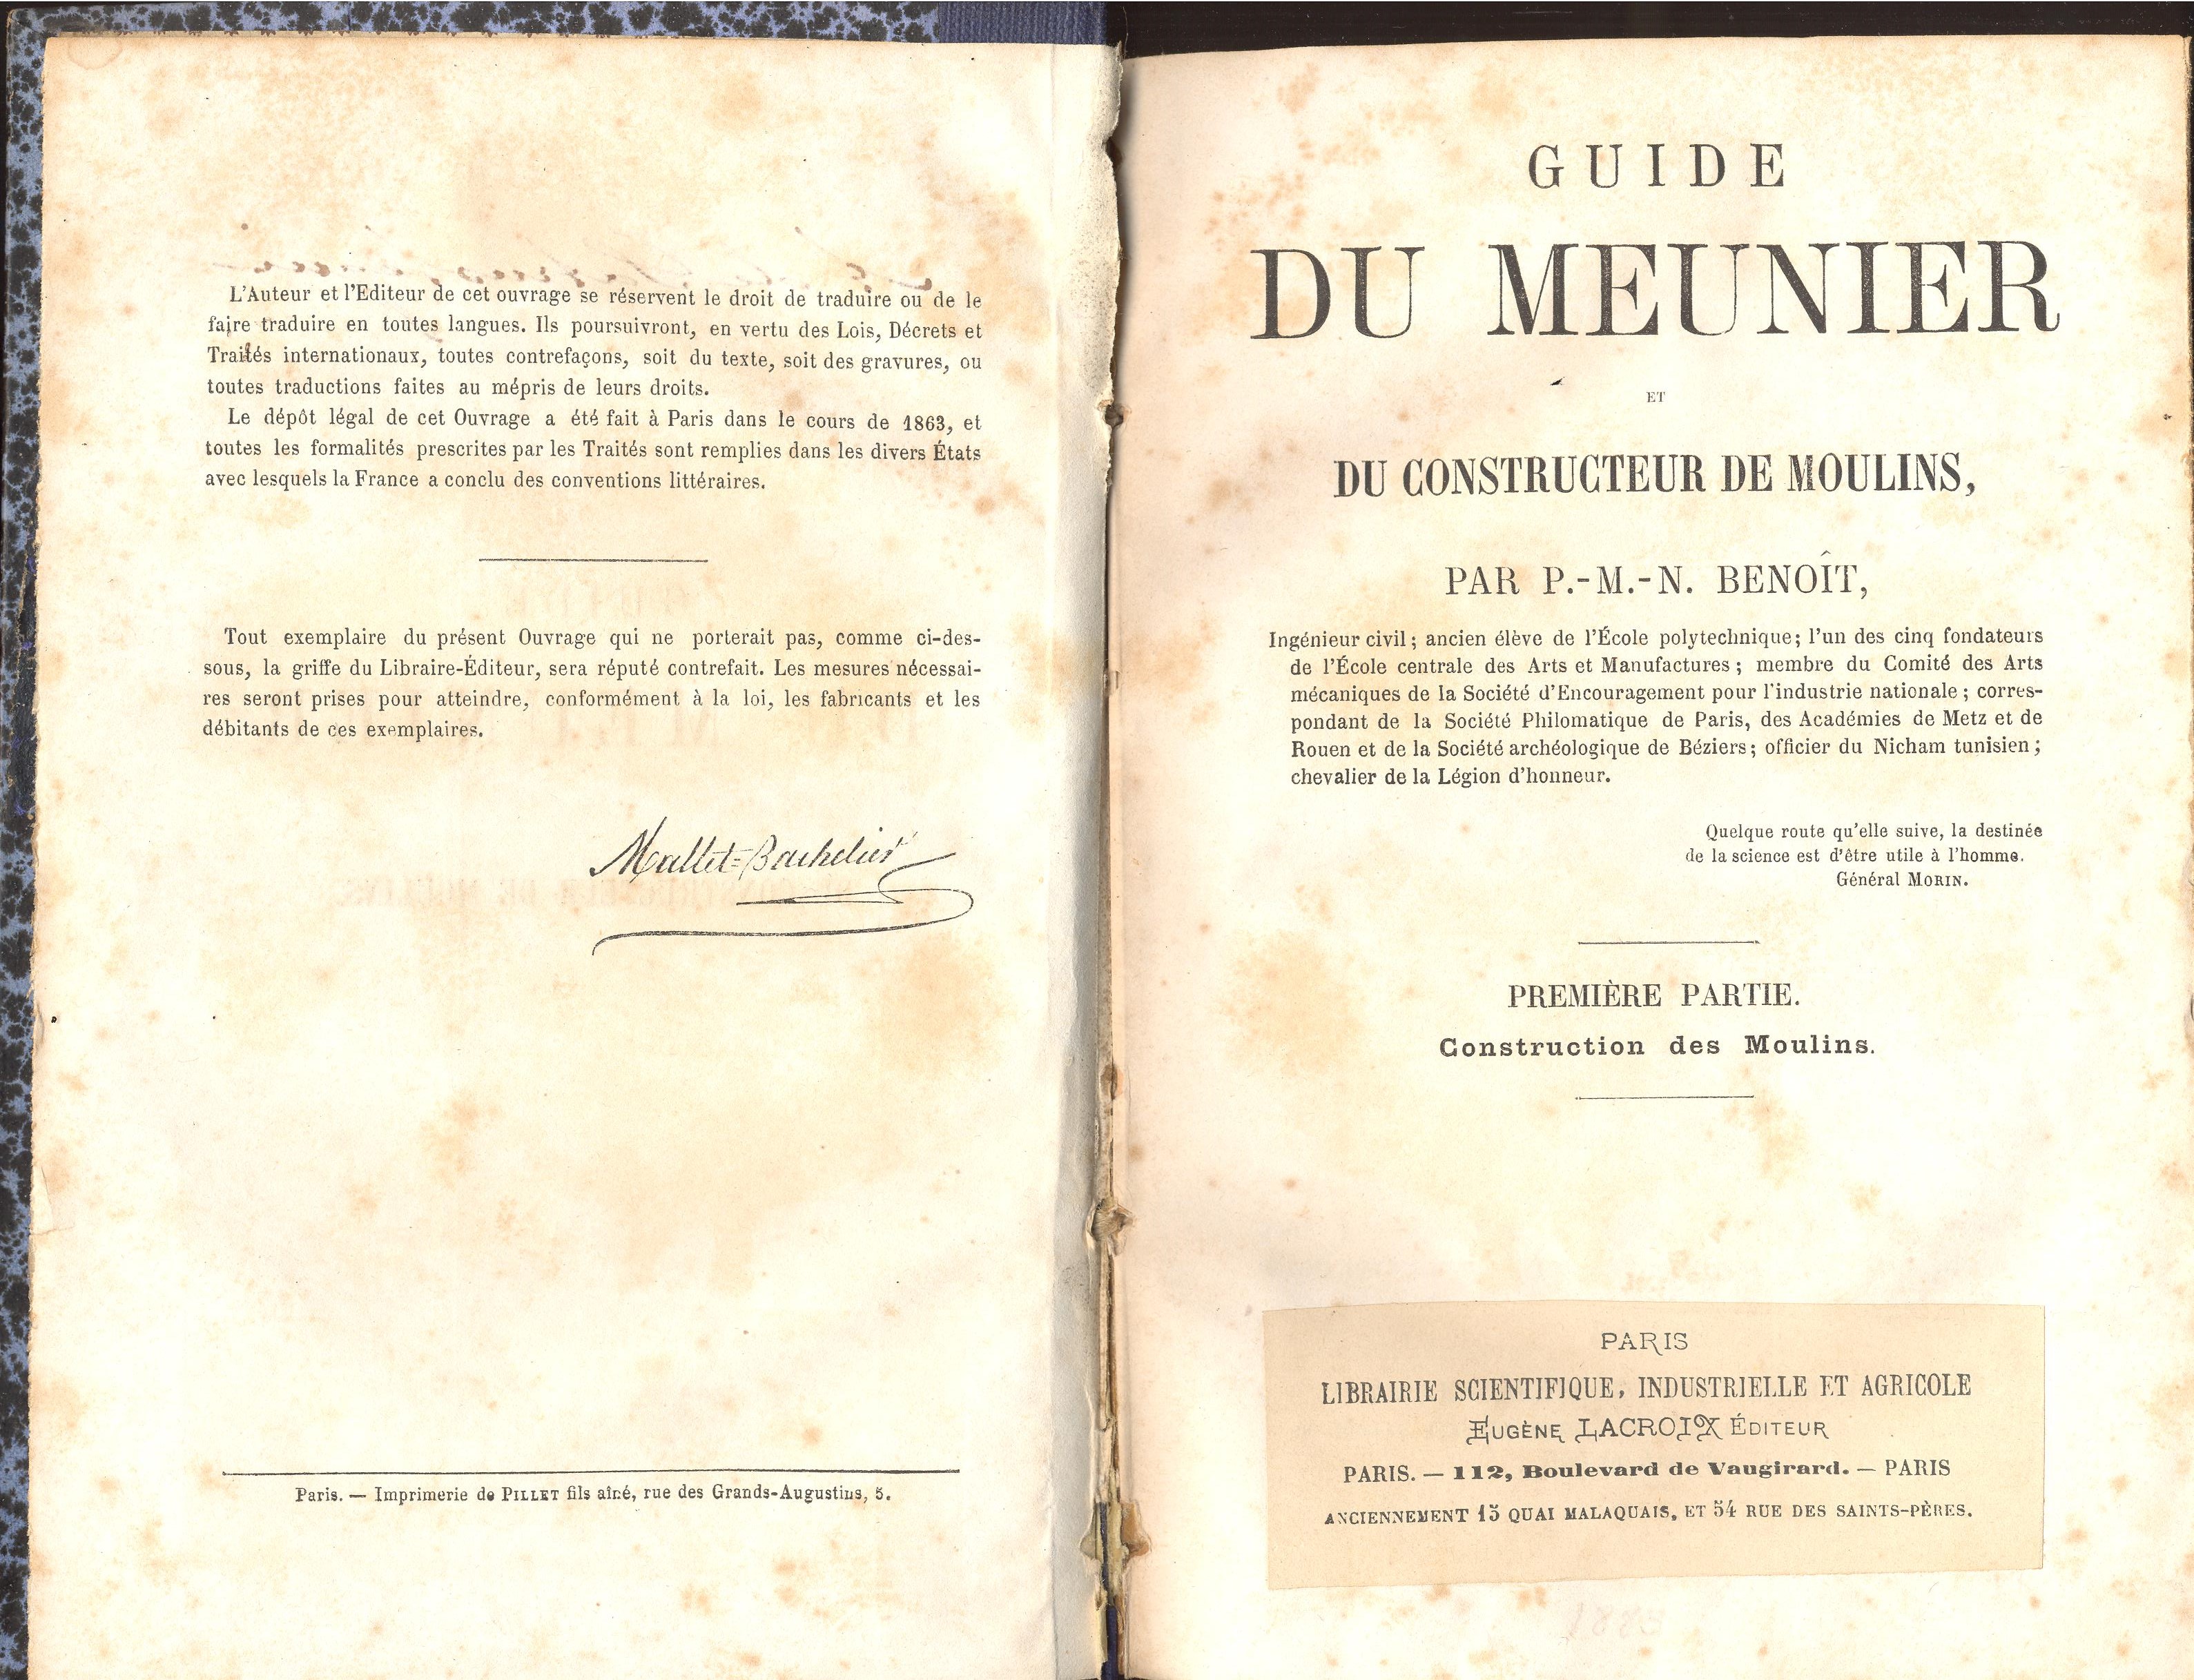 L'Auteur et l'Editeur de cet ouvrage se réservent le droit de traduire ou de le
faire traduire en toutes langues. Ils poursuivront, en vertu des Lois, Décrets et
Traités internationaux, toutes contrefaçons, soit du texte, soit des gravures, ou
toutes traductions faites au mépris de leurs droits.
Le dépôt légal de cet Ouvrage a été fait à Paris dans le cours de 1863, et
toutes les formalités prescrites par les Traités sont remplies dans les divers États
avec lesquels la France a conclu des conventions littéraires.
Tout exemplaire du présent Ouvrage qui ne porterait pas, comme ci-des-
sous, la griffe du Libraire-Éditeur, sera réputé contrefait. Les mesures nécessai-
res seront prises pour atteindre, conformément à la loi, les fabricants et les
débitants de ces exemplaires.
Mallet-Bachelier
Paris. — Imprimerie de PILLET fils aîné, rue des Grands-Augustins, 5.
GUIDE
DU MEUNIER
ET
DU CONSTRUCTEUR DE MOULINS,
PAR P.-M.-N. BENOÎT,
Ingénieur civil; ancien élève de l'École polytechnique; l'un des cinq fondateurs
de l'École centrale des Arts et Manufactures; membre du Comité des Arts
mécaniques de la Société d'Encouragement pour l'industrie nationale; corres-
pondant de la Société Philomatique de Paris, des Académies de Metz et de
Rouen et de la Société archéologique de Béziers; officier du Nicham tunisien;
chevalier de la Légion d'honneur.
Quelque route qu'elle suive, la destinée
de la science est d'être utile à l'homme.
Général MORIN.
PREMIÈRE PARTIE.
Construction des Moulins.
PARIS
LIBRAIRIE SCIENTIFIQUE, INDUSTRIELLE ET AGRICOLE
EUGÈNE LACROIX ÉDITEUR
PARIS. — 112, Boulevard de Vaugirard. — PARIS
ANCIENNEMENT 15 QUAI MALAQUAIS, ET 54 RUE DES SAINTS-PÈRES.